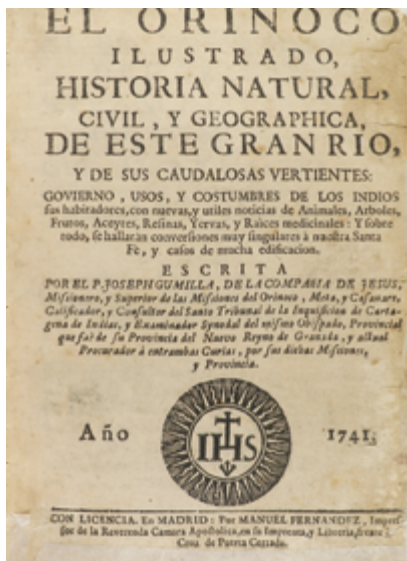 EL ORINOCO
ILUSTRADO,
HISTORIA NATURAL,
CIVIL, Y GEOGRAPHICA,
DE ESTE GRAN RIO,
Y DE SUS CAUDALOSAS VERTIENTES:
GOVIERNO, USOS, Y COSTUMBRES DE LOS INDIOS
sus habitadores, con nuevas, y utiles noticias de Animales, Arboles,
Frutos, Aceytes, Resinas, Yervas, y Raices medicinales: Y sobre
todo, se hallaràn conversiones muy singulares à nuestra Santa
Fè, y casos de mucha edificacion.
ESCRITA
POR EL P. JOSEPH GUMILLA, DE LA COMPAÑIA DE JESUS,
Missionero, y Superior de las Missiones del Orinoco, Meta, y Casanare,
Calificador, y Consultor del Santo Tribunal de la Inquisicion de Carta-
gena de Indias, y Examinador Synodal del mismo Obispado, Provincial
que fuè de su Provincia del Nuevo Reyno de Granada, y actual
Procurador à entrambas Curias, por sus dichas Missiones,
y Provincia.
Año 1741.
IHS
CON LICENCIA. En MADRID: Por MANUEL FERNANDEZ, Impres-
sor de la Reverenda Camara Apostolica, en su Imprenta, y Libreria, frente
Cruz de Puerta Cerrada.